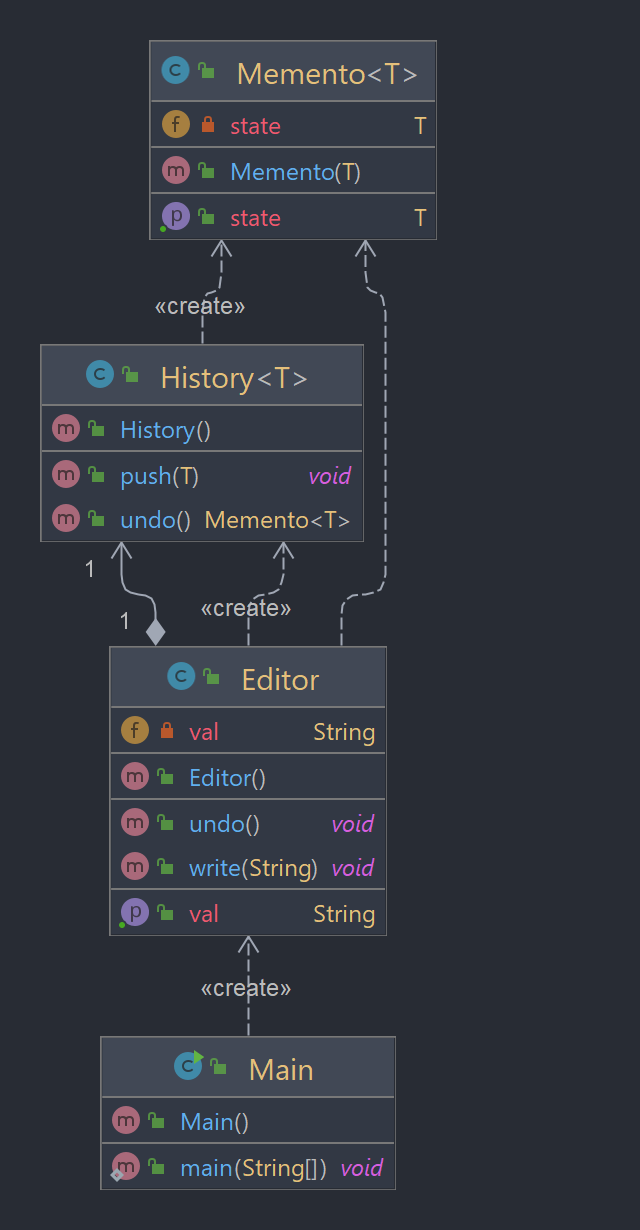 Memento<T>
state T
Memento(T)
state T
«create»
History<T>
History()
push(T) void
undo() Memento<T>
1
«create»
1
Editor
val String
Editor()
undo() void
write(String) void
val String
«create»
Main
Main()
main(String[]) void